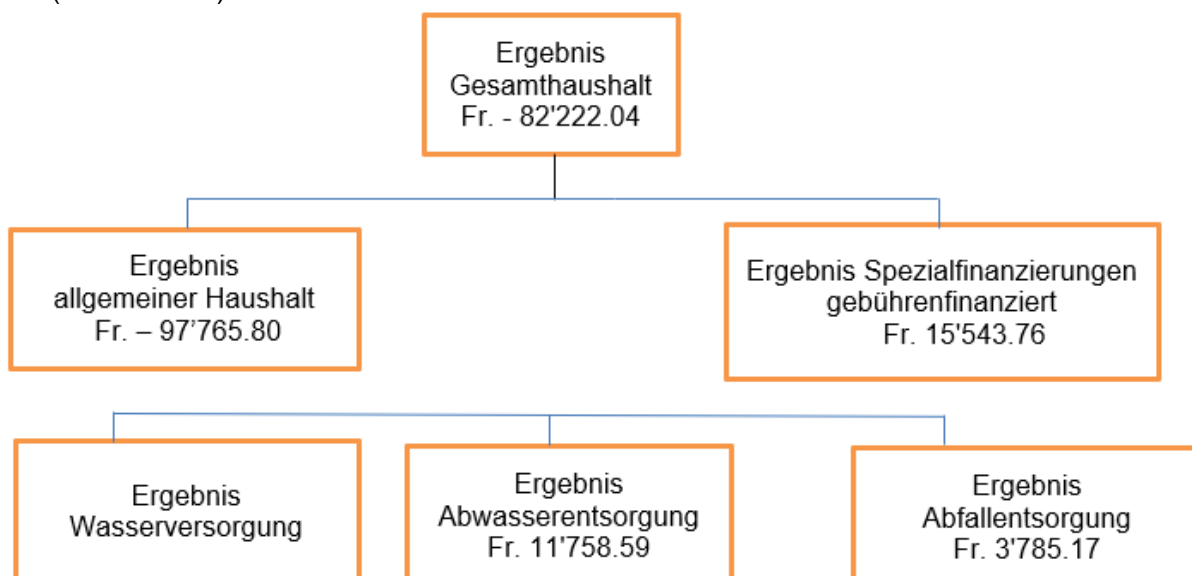 Ergebnis
Gesamthaushalt
Fr. - 82'222.04
Ergebnis
allgemeiner Haushalt
Fr. – 97’765.80
Ergebnis Spezialfinanzierungen
gebührenfinanziert
Fr. 15'543.76
Ergebnis
Wasserversorgung
Ergebnis
Abwasserentsorgung
Fr. 11'758.59
Ergebnis
Abfallentsorgung
Fr. 3'785.17